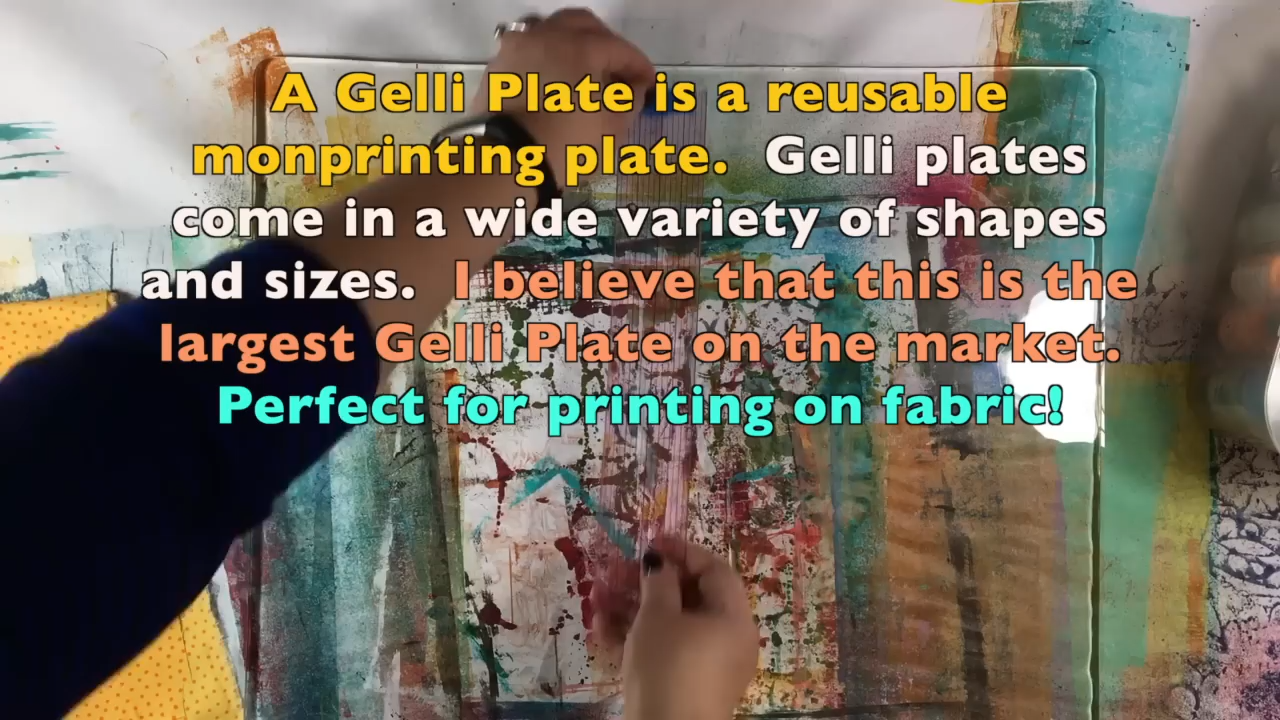 A Gelli Plate is a reusable
monprinting plate.  Gelli plates
come in a wide variety of shapes
and sizes.  I believe that this is the
largest Gelli Plate on the market.
Perfect for printing on fabric!